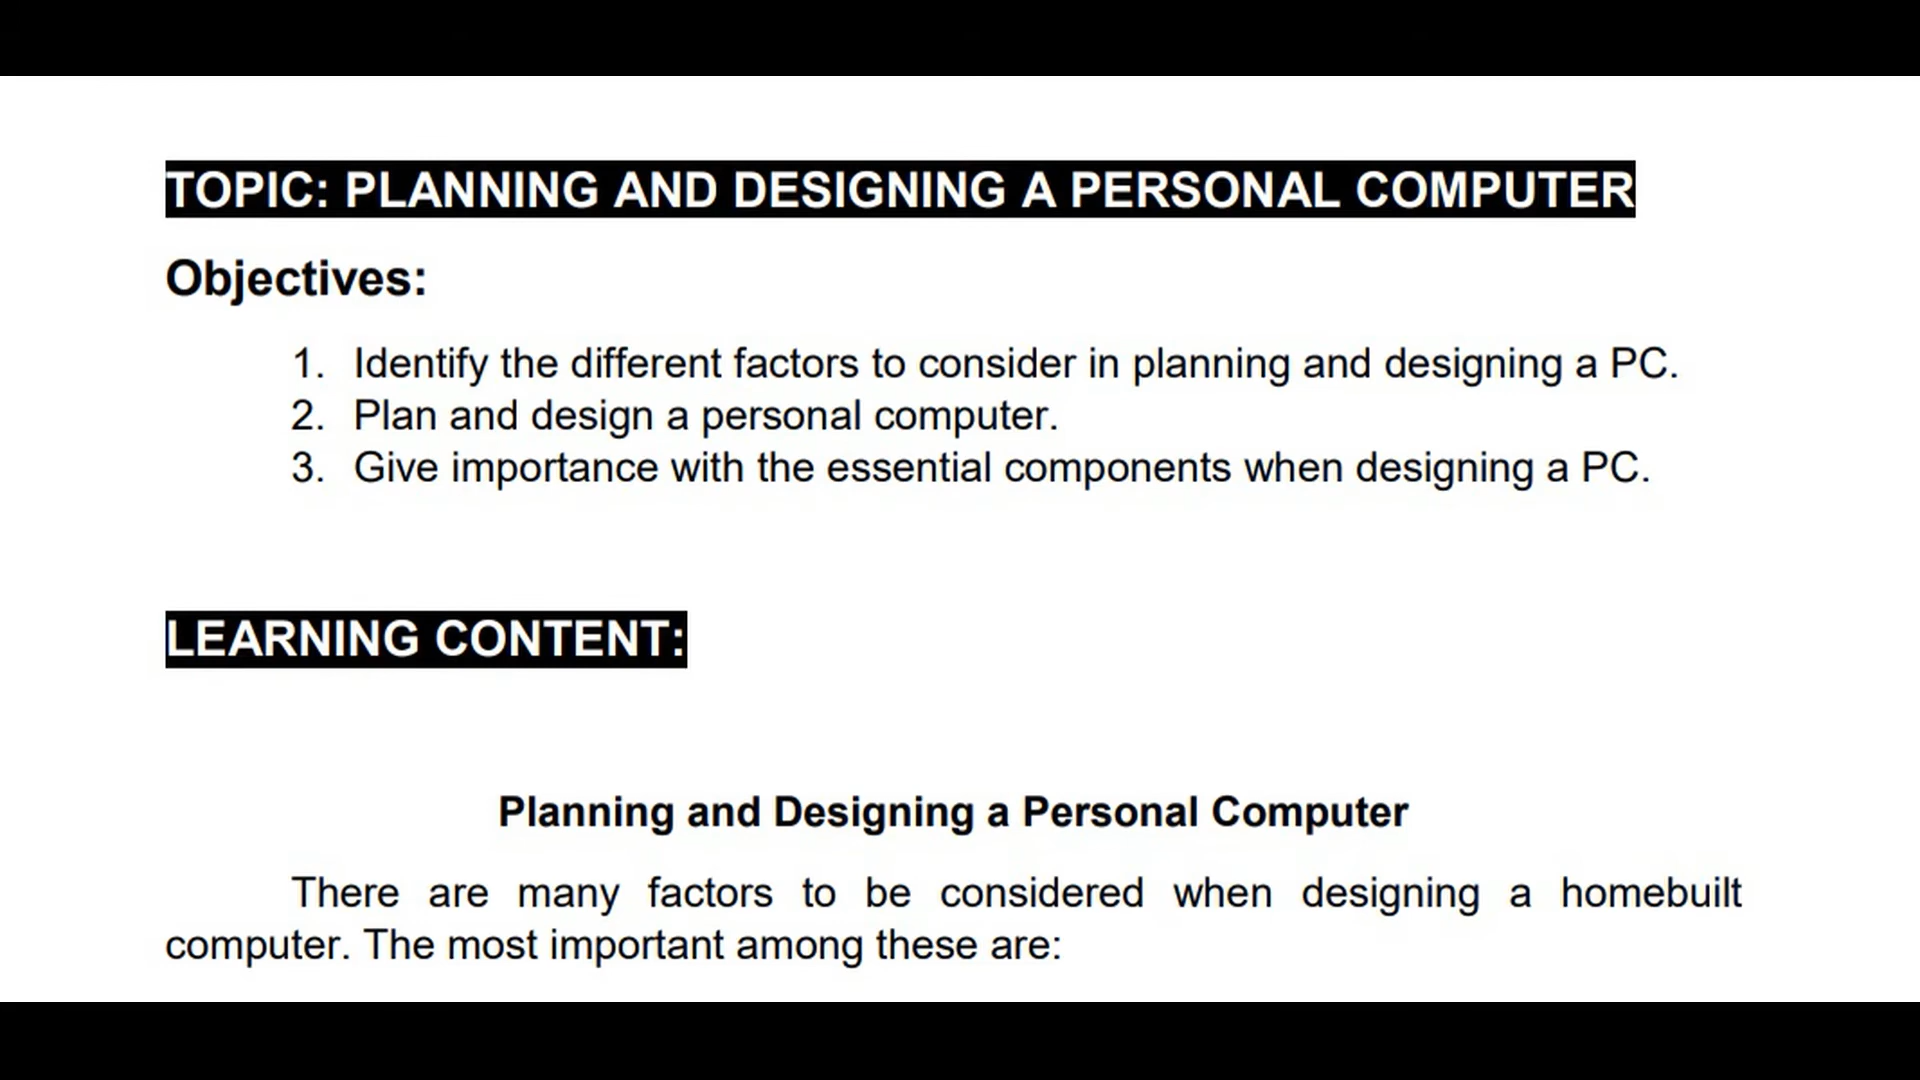 TOPIC: PLANNING AND DESIGNING A PERSONAL COMPUTER
Objectives:
1. Identify the different factors to consider in planning and designing a PC.
2. Plan and design a personal computer.
3. Give importance with the essential components when designing a PC.
LEARNING CONTENT:
Planning and Designing a Personal Computer
There are many factors to be considered when designing a homebuilt
computer. The most important among these are: